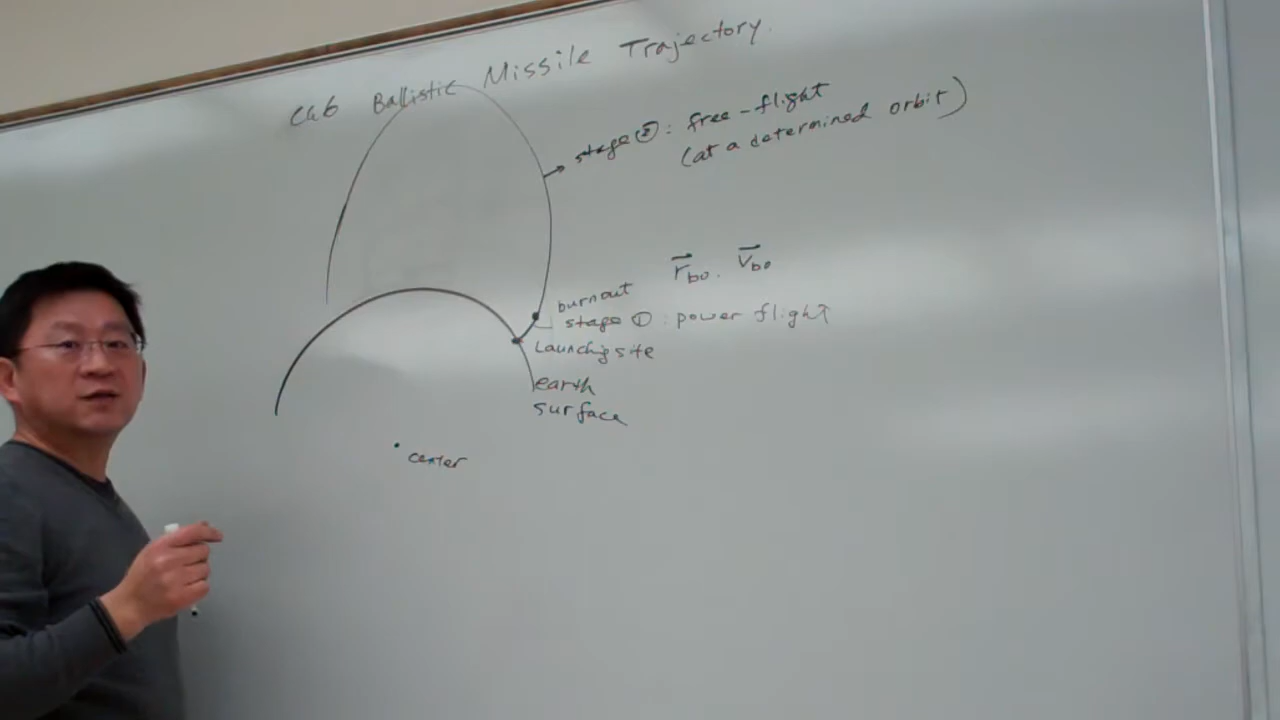 Ch6 Ballistic Missile Trajectory.
stage ②: free-flight
(at a determined orbit)
r⃗bo. v⃗bo
burnout
stage ①: power flight
Launching site
earth
surface
center